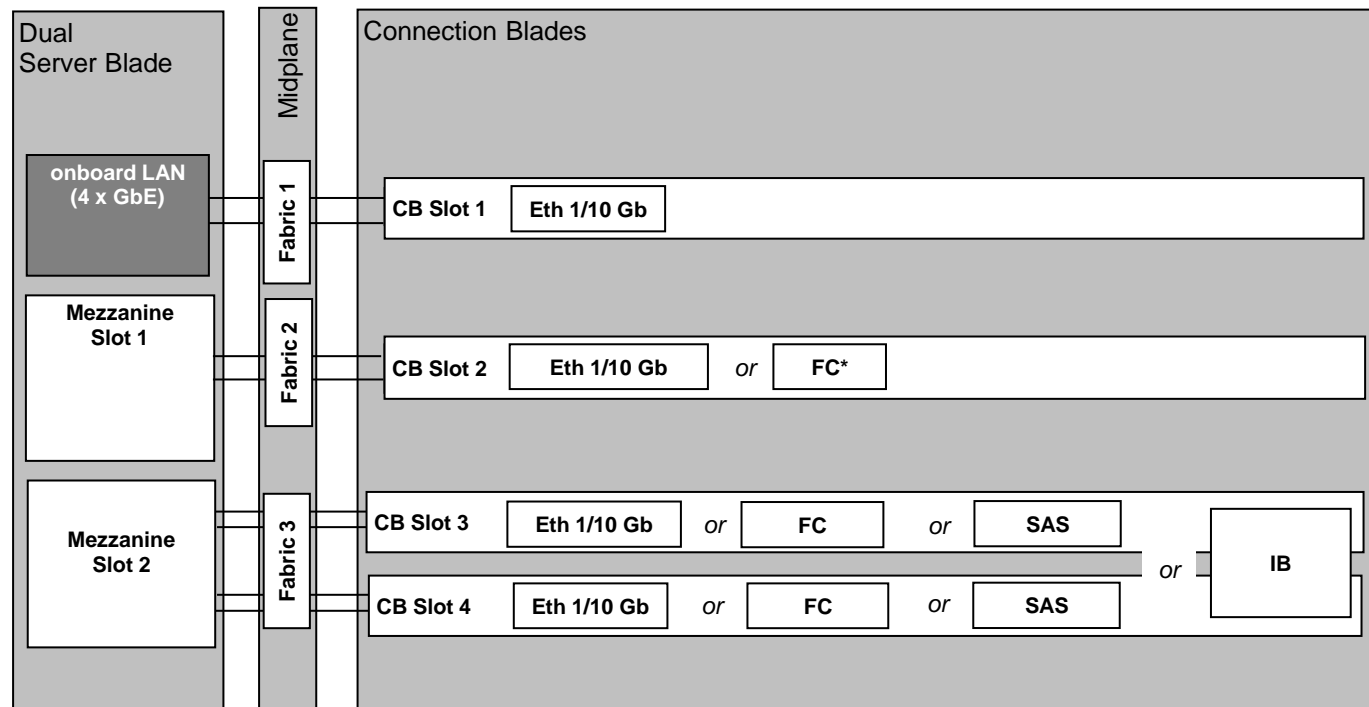 Dual
Server Blade
Midplane
Connection Blades
onboard LAN
(4 x GbE)
Fabric 1
CB Slot 1 Eth 1/10 Gb
Mezzanine
Slot 1
Fabric 2
CB Slot 2 Eth 1/10 Gb or FC*
Mezzanine
Slot 2
Fabric 3
CB Slot 3 Eth 1/10 Gb or FC or SAS
or IB
CB Slot 4 Eth 1/10 Gb or FC or SAS